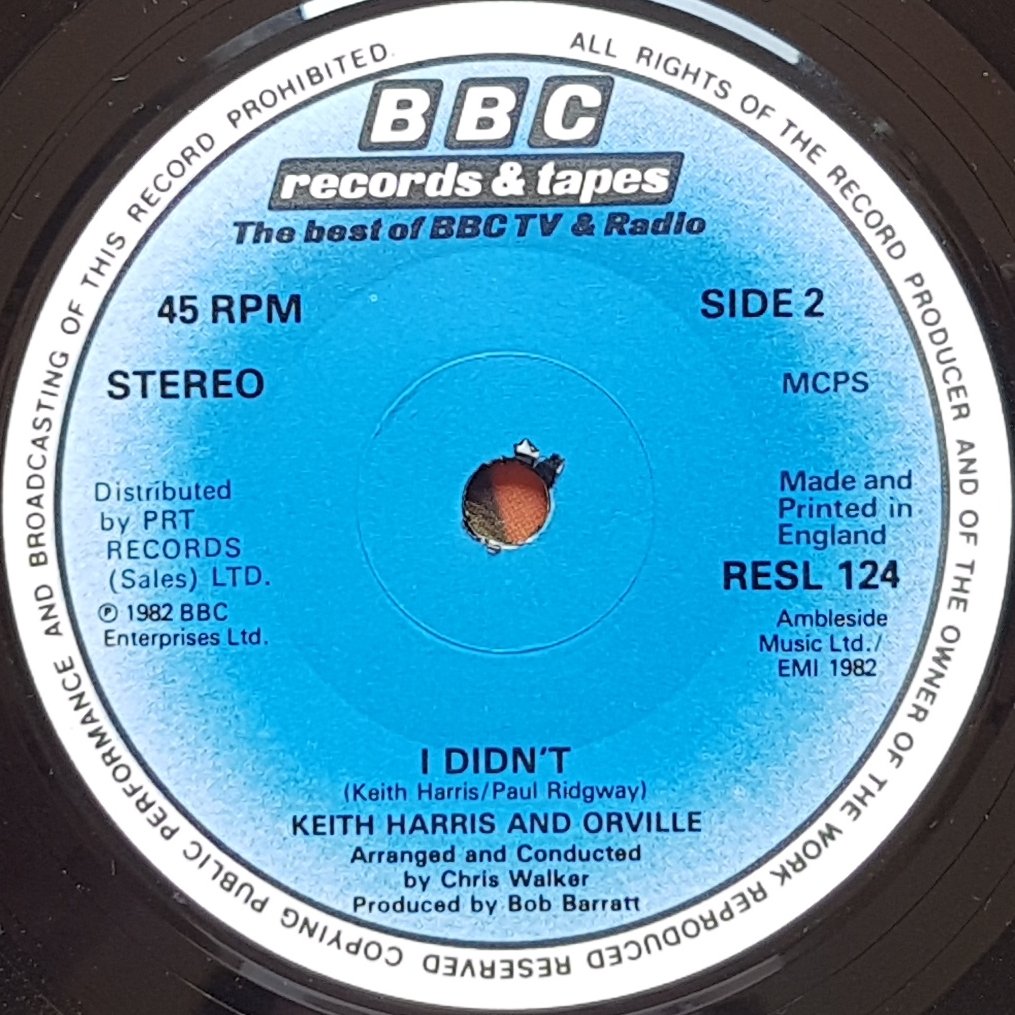 ALL RIGHTS OF THE RECORD PRODUCER AND OF THE OWNER OF THE WORK REPRODUCED RESERVED COPYING PUBLIC PERFORMANCE AND BROADCASTING OF THIS RECORD PROHIBITED.
BBC
records & tapes
The best of BBC TV & Radio
45 RPM
SIDE 2
STEREO
MCPS
Distributed
by PRT
RECORDS
(Sales) LTD.
℗ 1982 BBC
Enterprises Ltd.
Made and
Printed in
England
RESL 124
Ambleside
Music Ltd./
EMI 1982
I DIDN'T
(Keith Harris/Paul Ridgway)
KEITH HARRIS AND ORVILLE
Arranged and Conducted
by Chris Walker
Produced by Bob Barratt